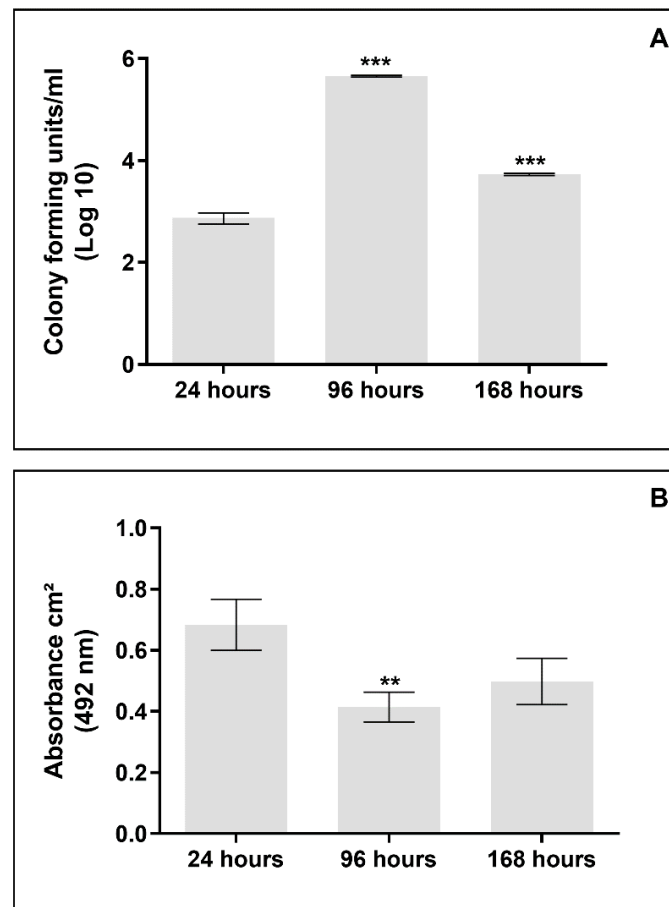 A
Colony forming units/ml
(Log 10)
6
4
2
0
***
***
24 hours
96 hours
168 hours
B
Absorbance cm²
(492 nm)
1.0
0.8
0.6
0.4
0.2
0.0
**
24 hours
96 hours
168 hours